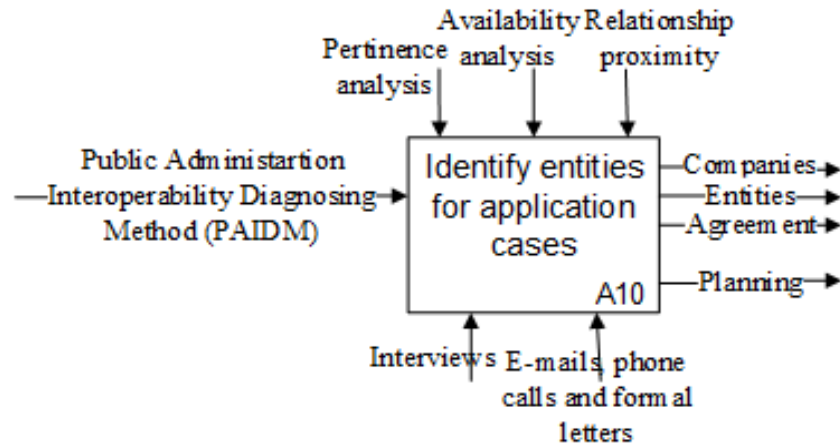 Pertinence
analysis
Availability
analysis
Relationship
proximity
Public Administartion
Interoperability Diagnosing
Method (PAIDM)
Identify entities
for application
cases
A10
Companies
Entities
Agreement
Planning
Interviews
E-mails, phone
calls and formal
letters